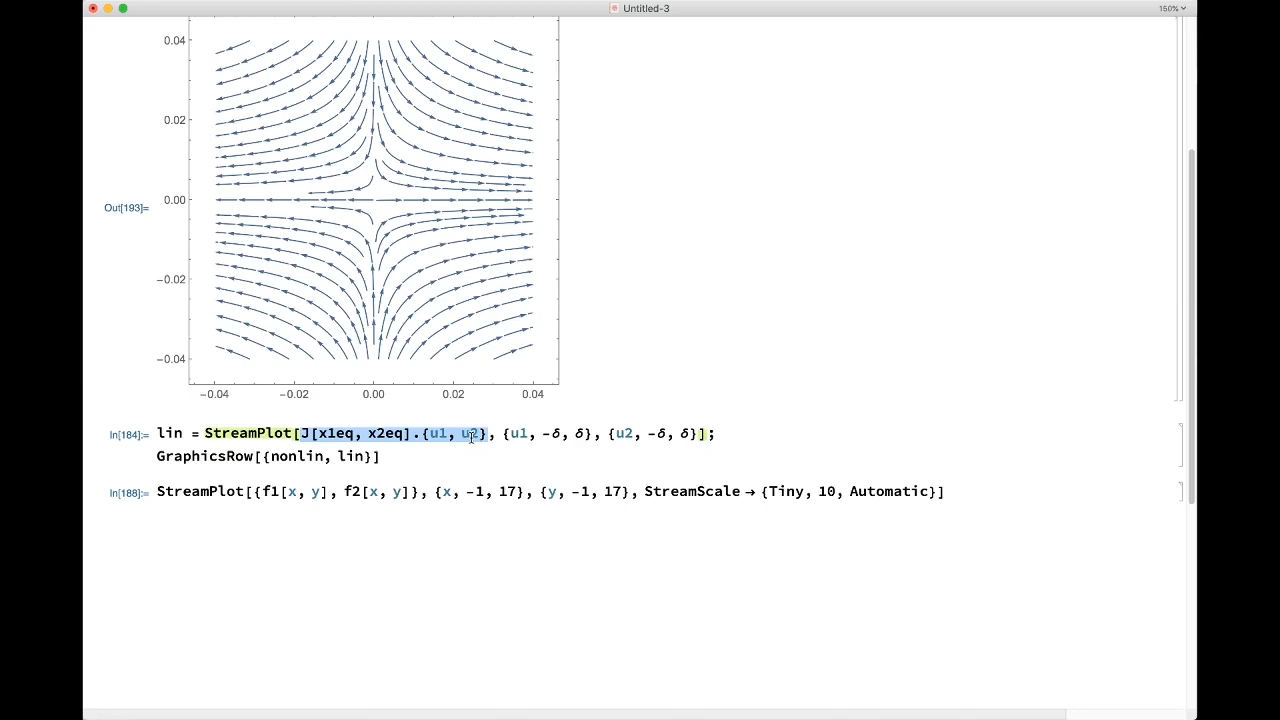 Untitled-3
150%
0.04
0.02
0.00
Out[193]=
−0.02
−0.04
−0.04 −0.02 0.00 0.02 0.04
In[184]:= lin = StreamPlot[J[x1eq, x2eq].{u1, u2}, {u1, -δ, δ}, {u2, -δ, δ}];
GraphicsRow[{nonlin, lin}]
In[188]:= StreamPlot[{f1[x, y], f2[x, y]}, {x, -1, 17}, {y, -1, 17}, StreamScale → {Tiny, 10, Automatic}]